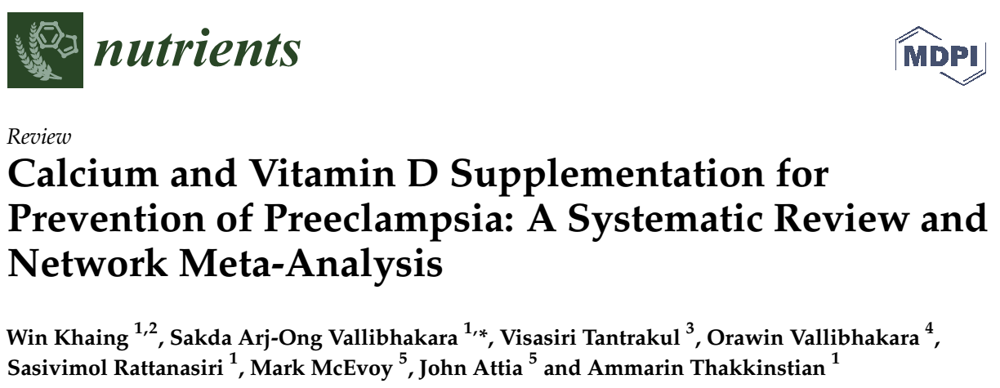 nutrients
MDPI
Review
Calcium and Vitamin D Supplementation for
Prevention of Preeclampsia: A Systematic Review and
Network Meta-Analysis
Win Khaing 1,2, Sakda Arj-Ong Vallibhakara 1,*, Visasiri Tantrakul 3, Orawin Vallibhakara 4,
Sasivimol Rattanasiri 1, Mark McEvoy 5, John Attia 5 and Ammarin Thakkinstian 1